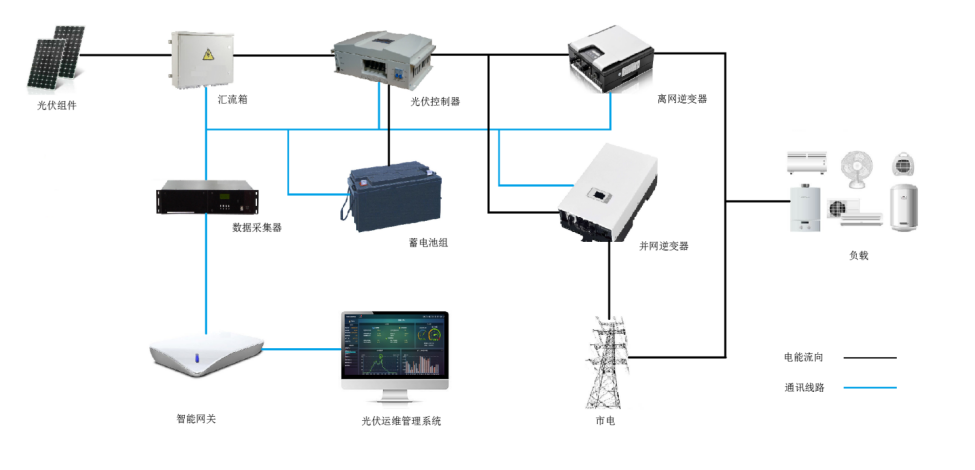 光伏组件
汇流箱
光伏控制器
离网逆变器
数据采集器
蓄电池组
并网逆变器
负载
电能流向
通讯线路
智能网关
光伏运维管理系统
市电